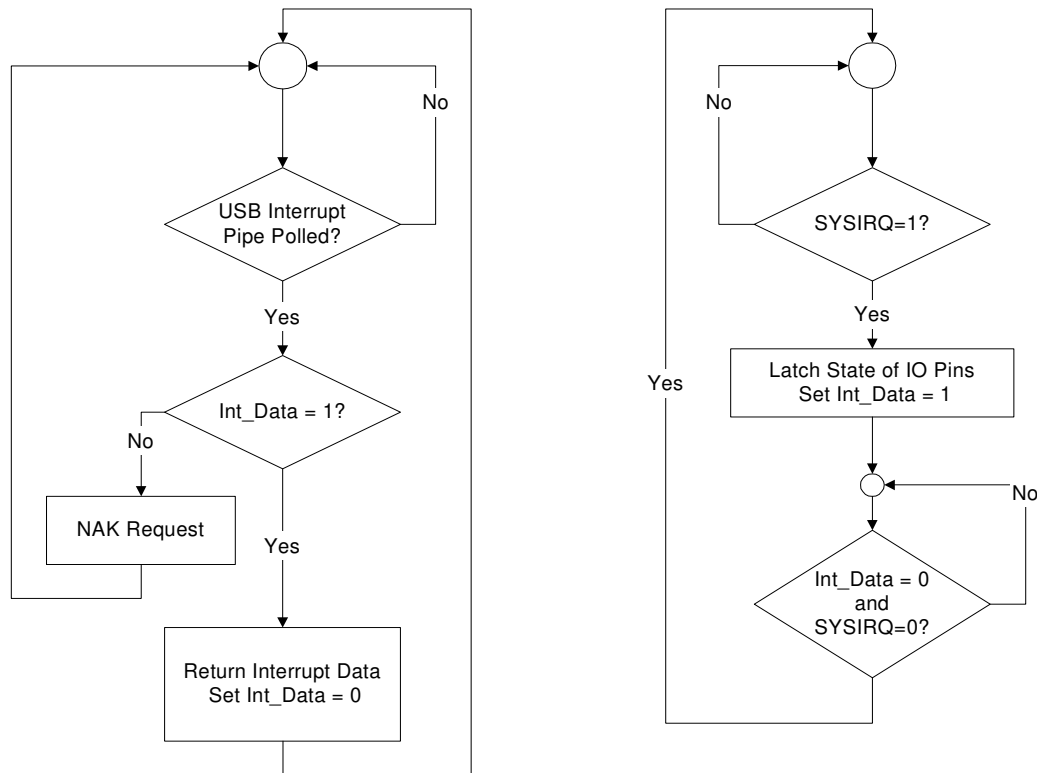 No
USB Interrupt
Pipe Polled?
Yes
Int_Data = 1?
No
NAK Request
Yes
Return Interrupt Data
Set Int_Data = 0
No
SYSIRQ=1?
Yes
Latch State of IO Pins
Set Int_Data = 1
Yes
No
Int_Data = 0
and
SYSIRQ=0?